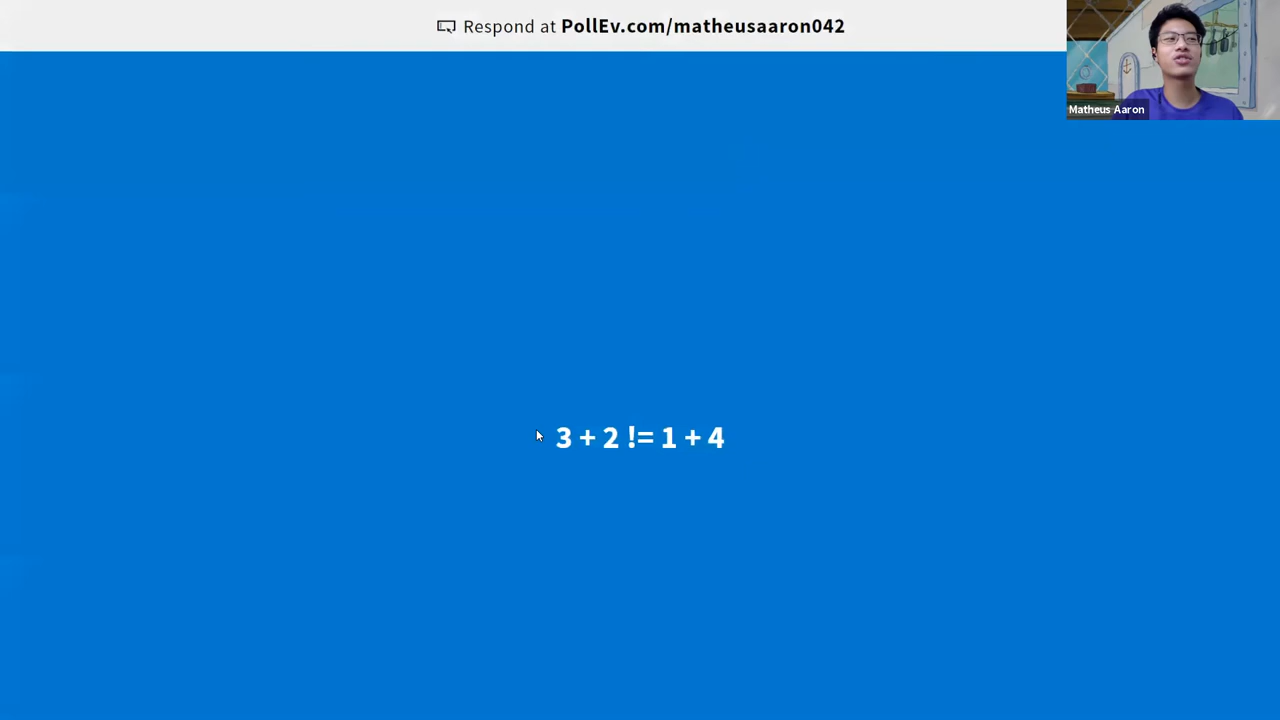 Respond at PollEv.com/matheusaaron042
Matheus Aaron
3 + 2 != 1 + 4